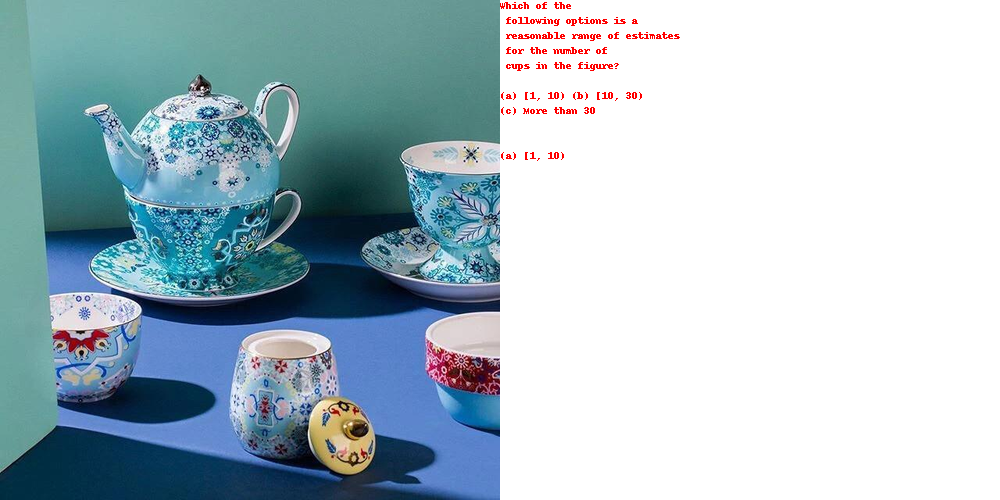 Which of the
following options is a
reasonable range of estimates
for the number of
cups in the figure?
(a) [1, 10) (b) [10, 30)
(c) More than 30
(a) [1, 10)